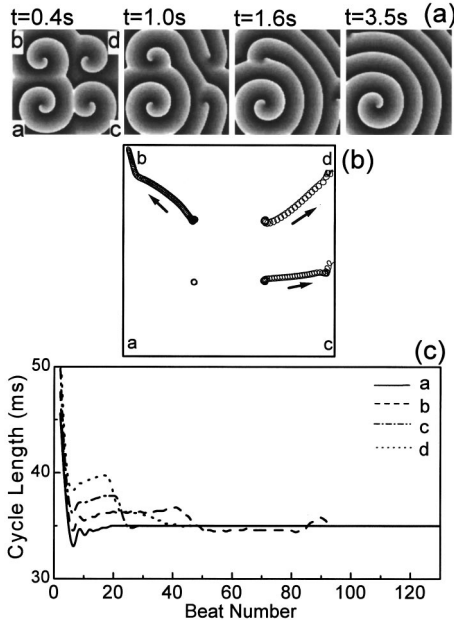 t=0.4s t=1.0s t=1.6s t=3.5s (a)
b d
a c
b d (b)
a c
50 (c)
a
b
40 c
d
30
0 20 40 60 80 100 120
Cycle Length (ms)
Beat Number